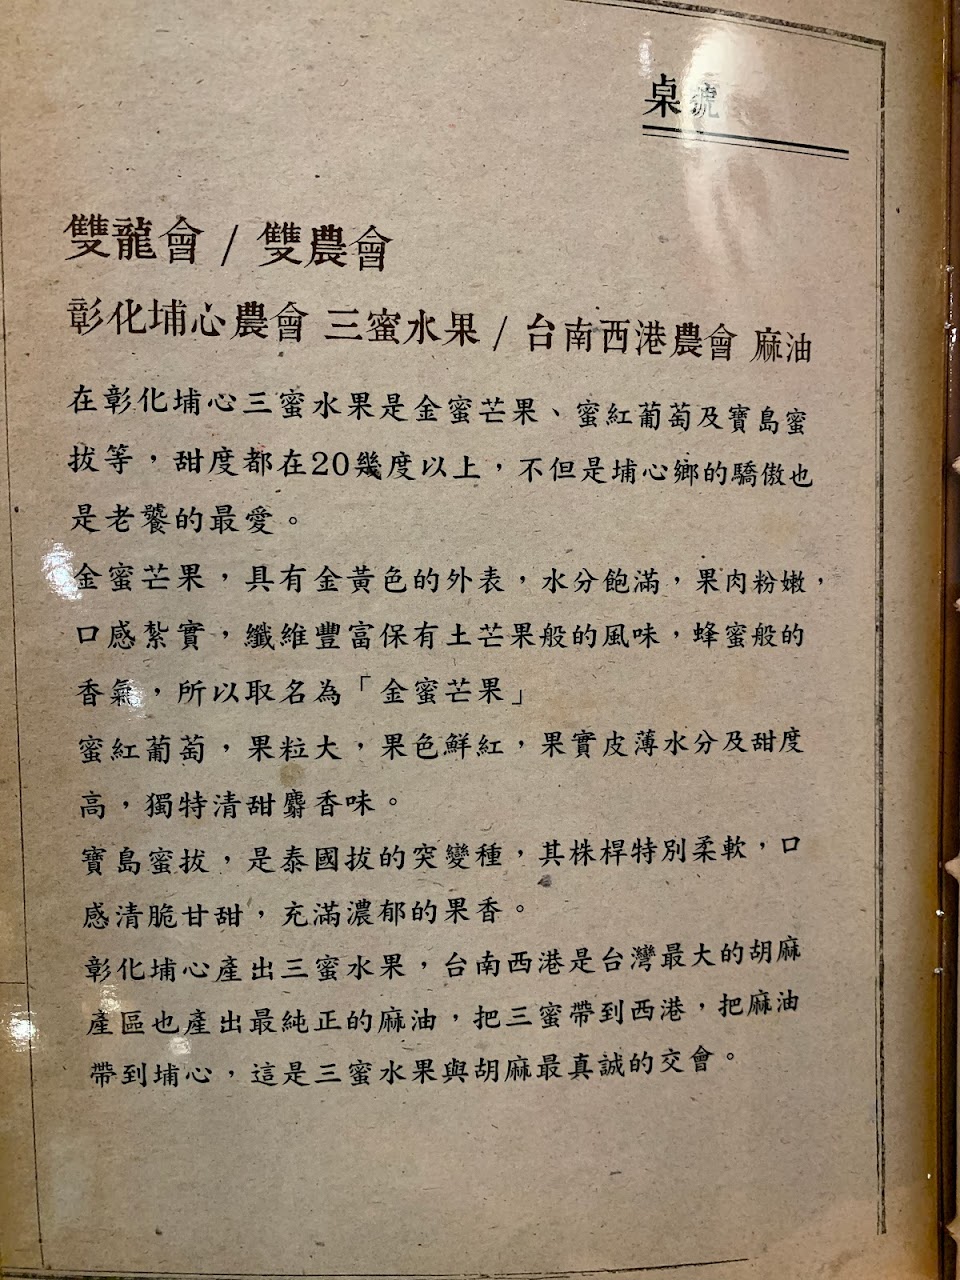 桌號
雙龍會 / 雙農會
彰化埔心農會 三蜜水果 / 台南西港農會 麻油
在彰化埔心三蜜水果是金蜜芒果、蜜紅葡萄及寶島蜜
拔等，甜度都在20幾度以上，不但是埔心鄉的驕傲也
是老饕的最愛。
金蜜芒果，具有金黃色的外表，水分飽滿，果肉粉嫩，
口感紮實，纖維豐富保有土芒果般的風味，蜂蜜般的
香氣，所以取名為「金蜜芒果」
蜜紅葡萄，果粒大，果色鮮紅，果實皮薄水分及甜度
高，獨特清甜麝香味。
寶島蜜拔，是泰國拔的突變種，其株桿特別柔軟，口
感清脆甘甜，充滿濃郁的果香。
彰化埔心產出三蜜水果，台南西港是台灣最大的胡麻
產區也產出最純正的麻油，把三蜜帶到西港，把麻油
帶到埔心，這是三蜜水果與胡麻最真誠的交會。